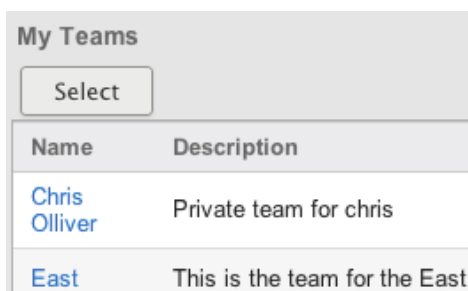 My Teams
Select
Name Description
Chris
Olliver
Private team for chris
East This is the team for the East